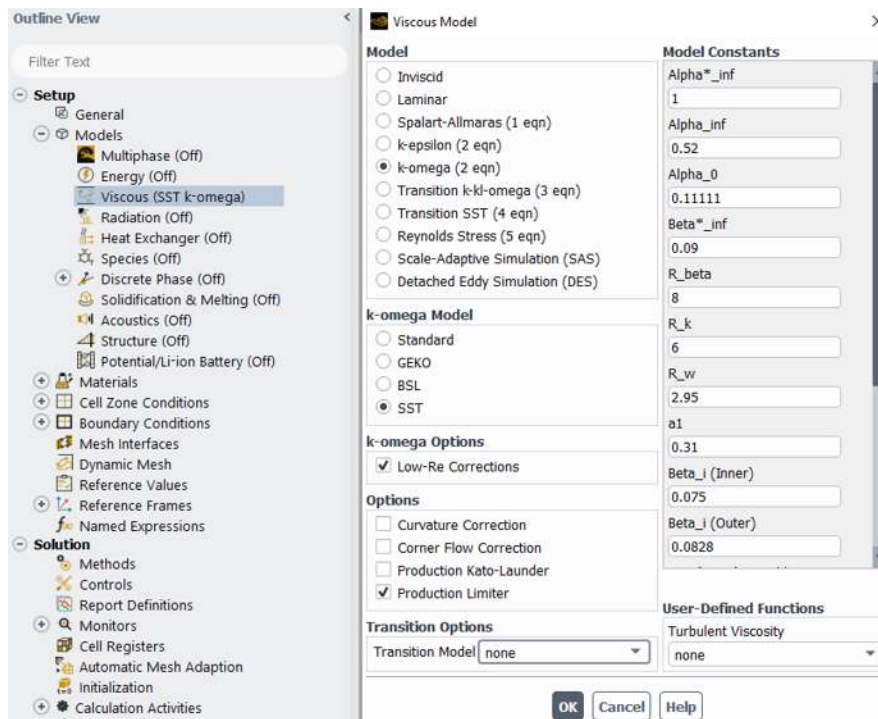 Outline View
<
Filter Text
Setup
General
Models
Multiphase (Off)
Energy (Off)
Viscous (SST k-omega)
Radiation (Off)
Heat Exchanger (Off)
Species (Off)
Discrete Phase (Off)
Solidification & Melting (Off)
Acoustics (Off)
Structure (Off)
Potential/Li-ion Battery (Off)
Materials
Cell Zone Conditions
Boundary Conditions
Mesh Interfaces
Dynamic Mesh
Reference Values
Reference Frames
Named Expressions
Solution
Methods
Controls
Report Definitions
Monitors
Cell Registers
Automatic Mesh Adaption
Initialization
Calculation Activities
Viscous Model
Model
Inviscid
Laminar
Spalart-Allmaras (1 eqn)
k-epsilon (2 eqn)
k-omega (2 eqn)
Transition k-kl-omega (3 eqn)
Transition SST (4 eqn)
Reynolds Stress (5 eqn)
Scale-Adaptive Simulation (SAS)
Detached Eddy Simulation (DES)
k-omega Model
Standard
GEKO
BSL
SST
k-omega Options
Low-Re Corrections
Options
Curvature Correction
Corner Flow Correction
Production Kato-Launder
Production Limiter
Transition Options
Transition Model none
Model Constants
Alpha*_inf
1
Alpha_inf
0.52
Alpha_0
0.11111
Beta*_inf
0.09
R_beta
8
R_k
6
R_w
2.95
a1
0.31
Beta_i (Inner)
0.075
Beta_i (Outer)
0.0828
User-Defined Functions
Turbulent Viscosity
none
OK Cancel Help